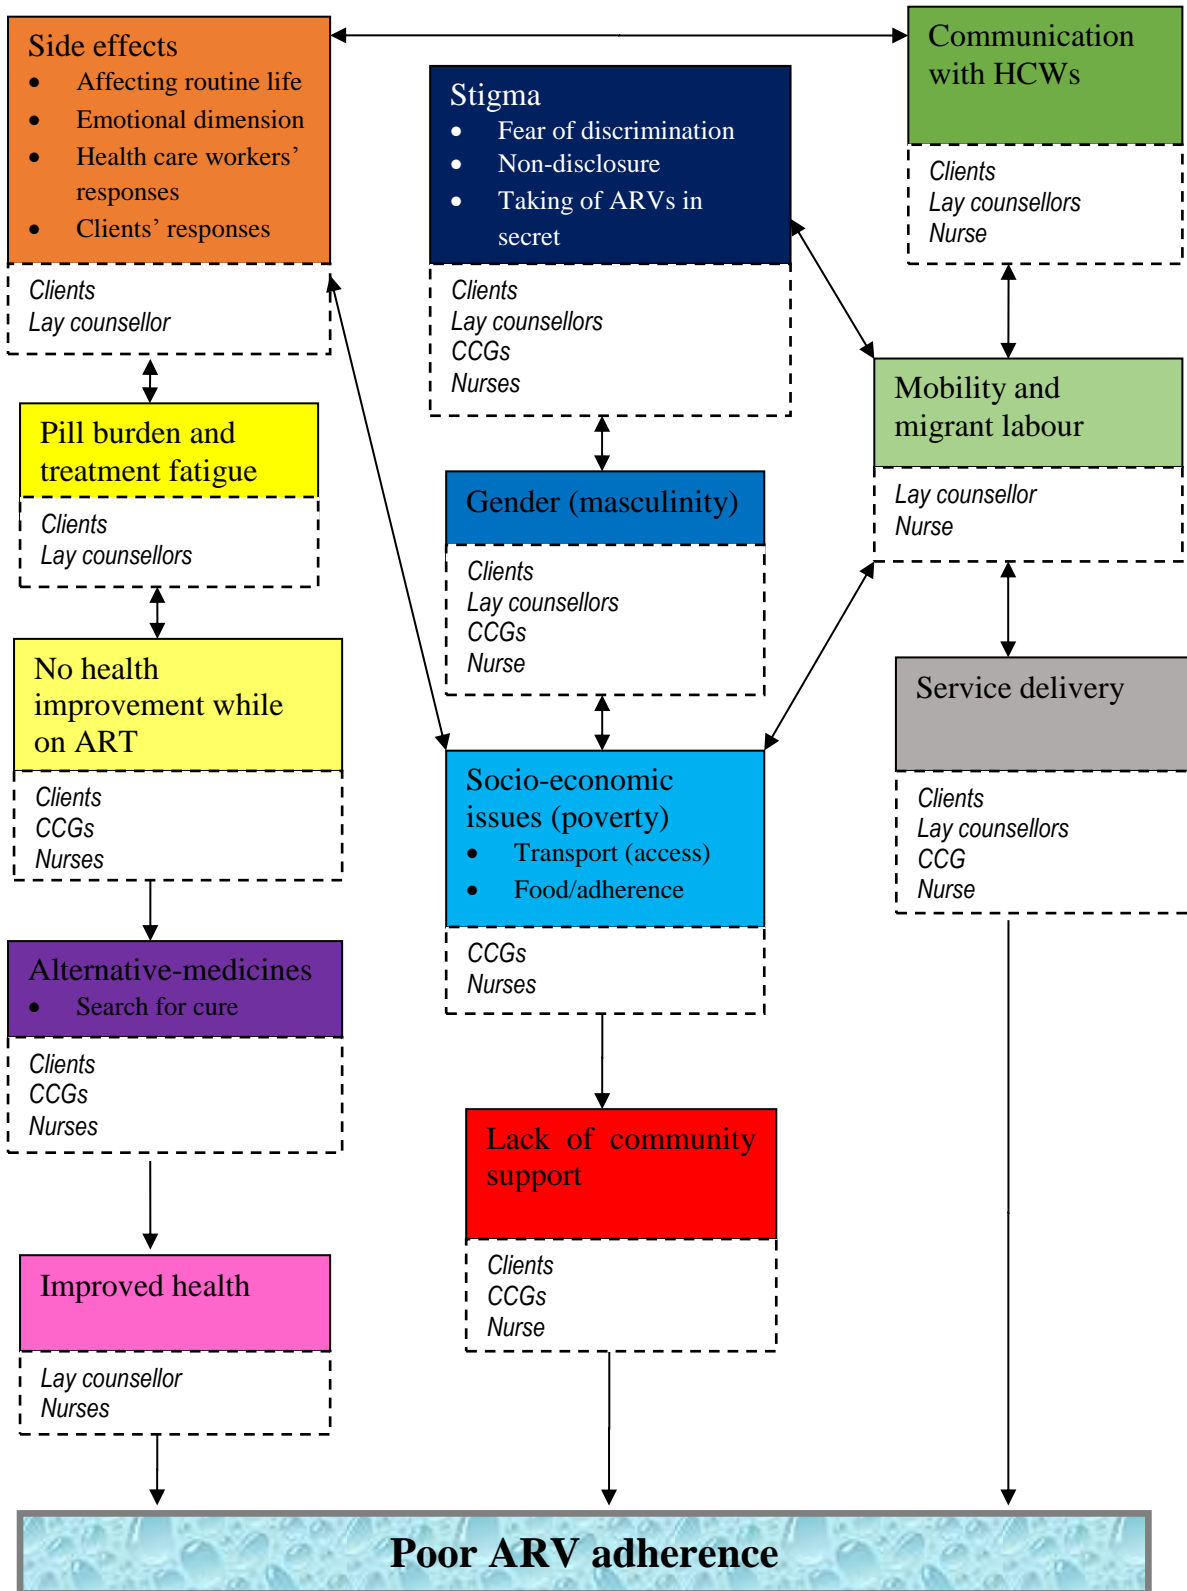 Side effects
• Affecting routine life
• Emotional dimension
• Health care workers’
responses
• Clients’ responses
Clients
Lay counsellor
Pill burden and
treatment fatigue
Clients
Lay counsellors
No health
improvement while
on ART
Clients
CCGs
Nurses
Alternative-medicines
• Search for cure
Clients
CCGs
Nurses
Improved health
Lay counsellor
Nurses
Stigma
• Fear of discrimination
• Non-disclosure
• Taking of ARVs in
secret
Clients
Lay counsellors
CCGs
Nurses
Gender (masculinity)
Clients
Lay counsellors
CCGs
Nurse
Socio-economic
issues (poverty)
• Transport (access)
• Food/adherence
CCGs
Nurses
Lack of community
support
Clients
CCGs
Nurse
Communication
with HCWs
Clients
Lay counsellors
Nurse
Mobility and
migrant labour
Lay counsellor
Nurse
Service delivery
Clients
Lay counsellors
CCG
Nurse
Poor ARV adherence